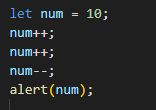 let num = 10;
num++;
num++;
num--;
alert(num);